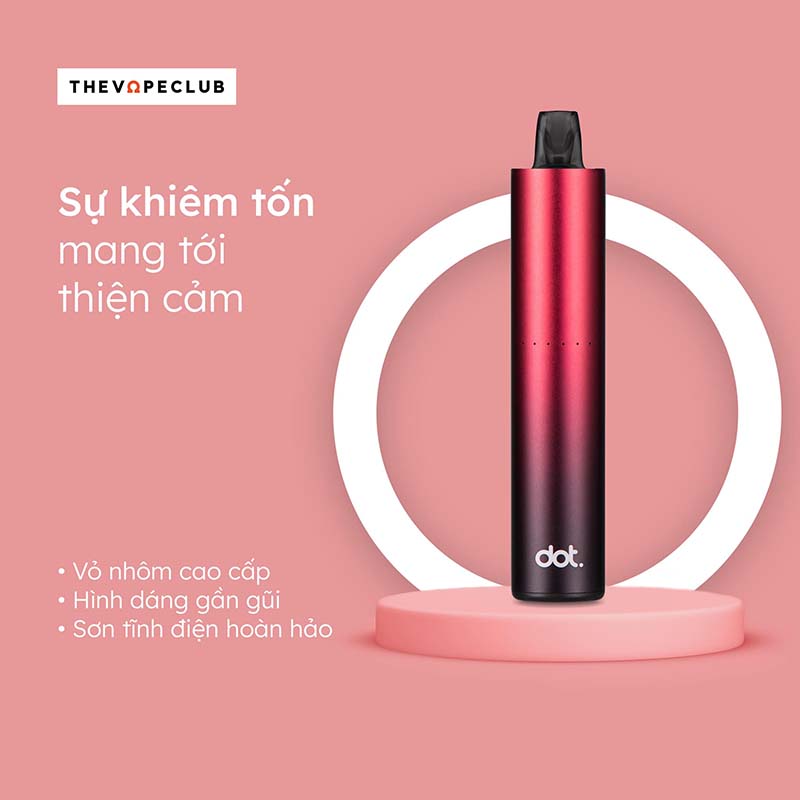 THEVAPECLUB
Sự khiêm tốn
mang tới
thiện cảm
• Vỏ nhôm cao cấp
• Hình dáng gần gũi
• Sơn tĩnh điện hoàn hảo
dot.